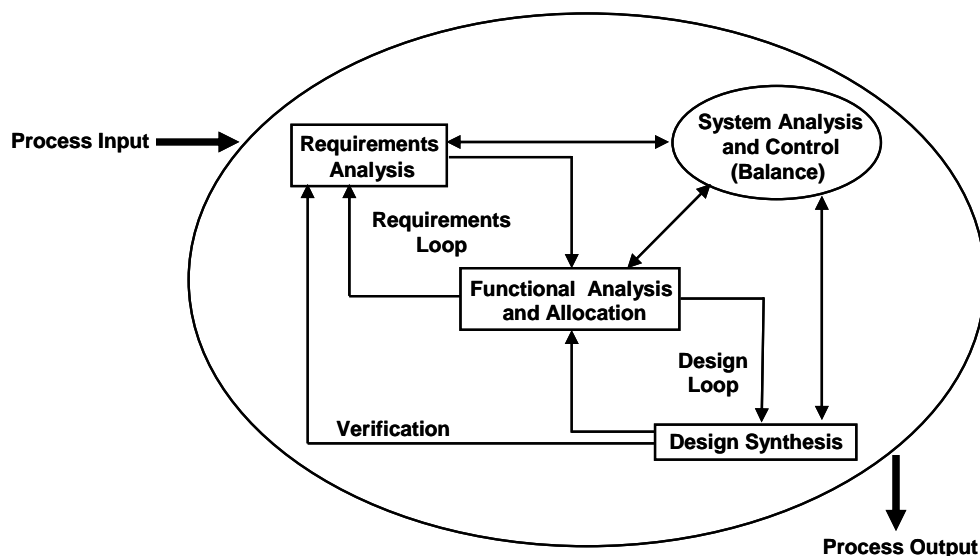 Process Input
Requirements
Analysis
System Analysis
and Control
(Balance)
Requirements
Loop
Functional Analysis
and Allocation
Design
Loop
Verification
Design Synthesis
Process Output